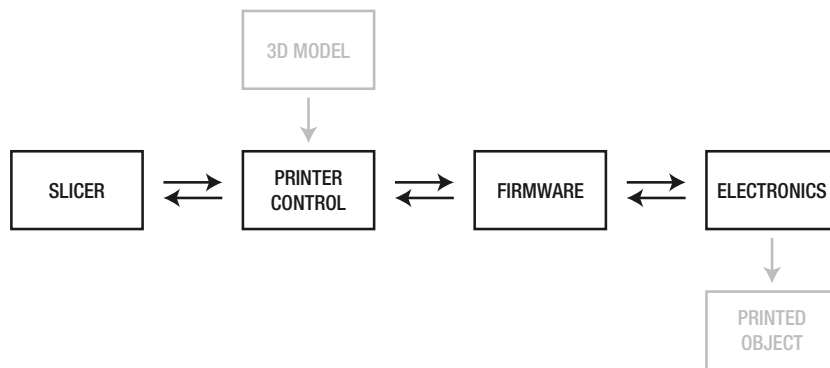 3D MODEL
SLICER
PRINTER
CONTROL
FIRMWARE
ELECTRONICS
PRINTED
OBJECT